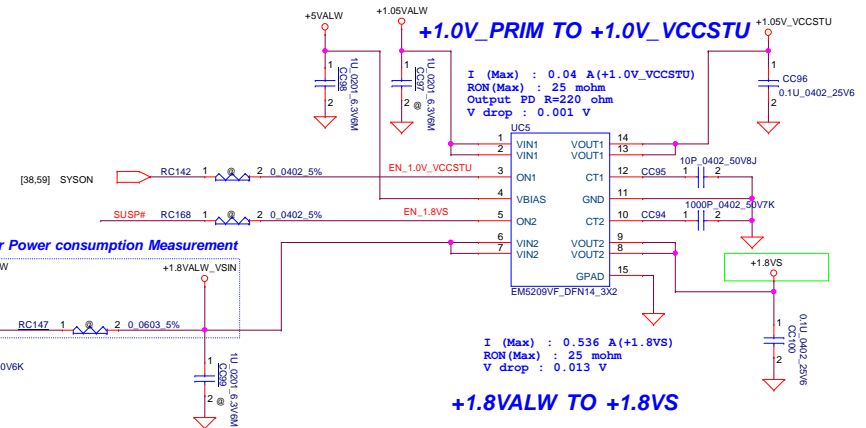 +5VALW
+1.05VALW
+1.0V_PRIM TO +1.0V_VCCSTU
+1.05V_VCCSTU
1
1U_0201_6.3V6M
CC98
2
1
1U_0201_6.3V6M
CC97
2 @
I (Max) : 0.04 A(+1.0V_VCCSTU)
RON(Max) : 25 mohm
Output PD R=220 ohm
V drop : 0.001 V
1
CC96
0.1U_0402_25V6
2
UC5
1 VIN1 VOUT1 14
2 VIN1 VOUT1 13
[38,59] SYSON RC142 1 @ 2 0_0402_5% EN_1.0V_VCCSTU 3 ON1 CT1 12 CC95 1 2 10P_0402_50V8J
4 VBIAS GND 11
SUSP# RC168 1 @ 2 0_0402_5% EN_1.8VS 5 ON2 CT2 10 CC94 1 2 1000P_0402_50V7K
6 VIN2 VOUT2 9
7 VIN2 VOUT2 8
GPAD 15
EM5209VF_DFN14_3X2
r Power consumption Measurement
W
+1.8VALW_VSIN
+1.8VS
RC147 1 @ 2 0_0603_5%
0V6K
1
1U_0201_6.3V6M
CC99
2 @
1
0.1U_0402_25V6
CC100
2
I (Max) : 0.536 A(+1.8VS)
RON(Max) : 25 mohm
V drop : 0.013 V
+1.8VALW TO +1.8VS